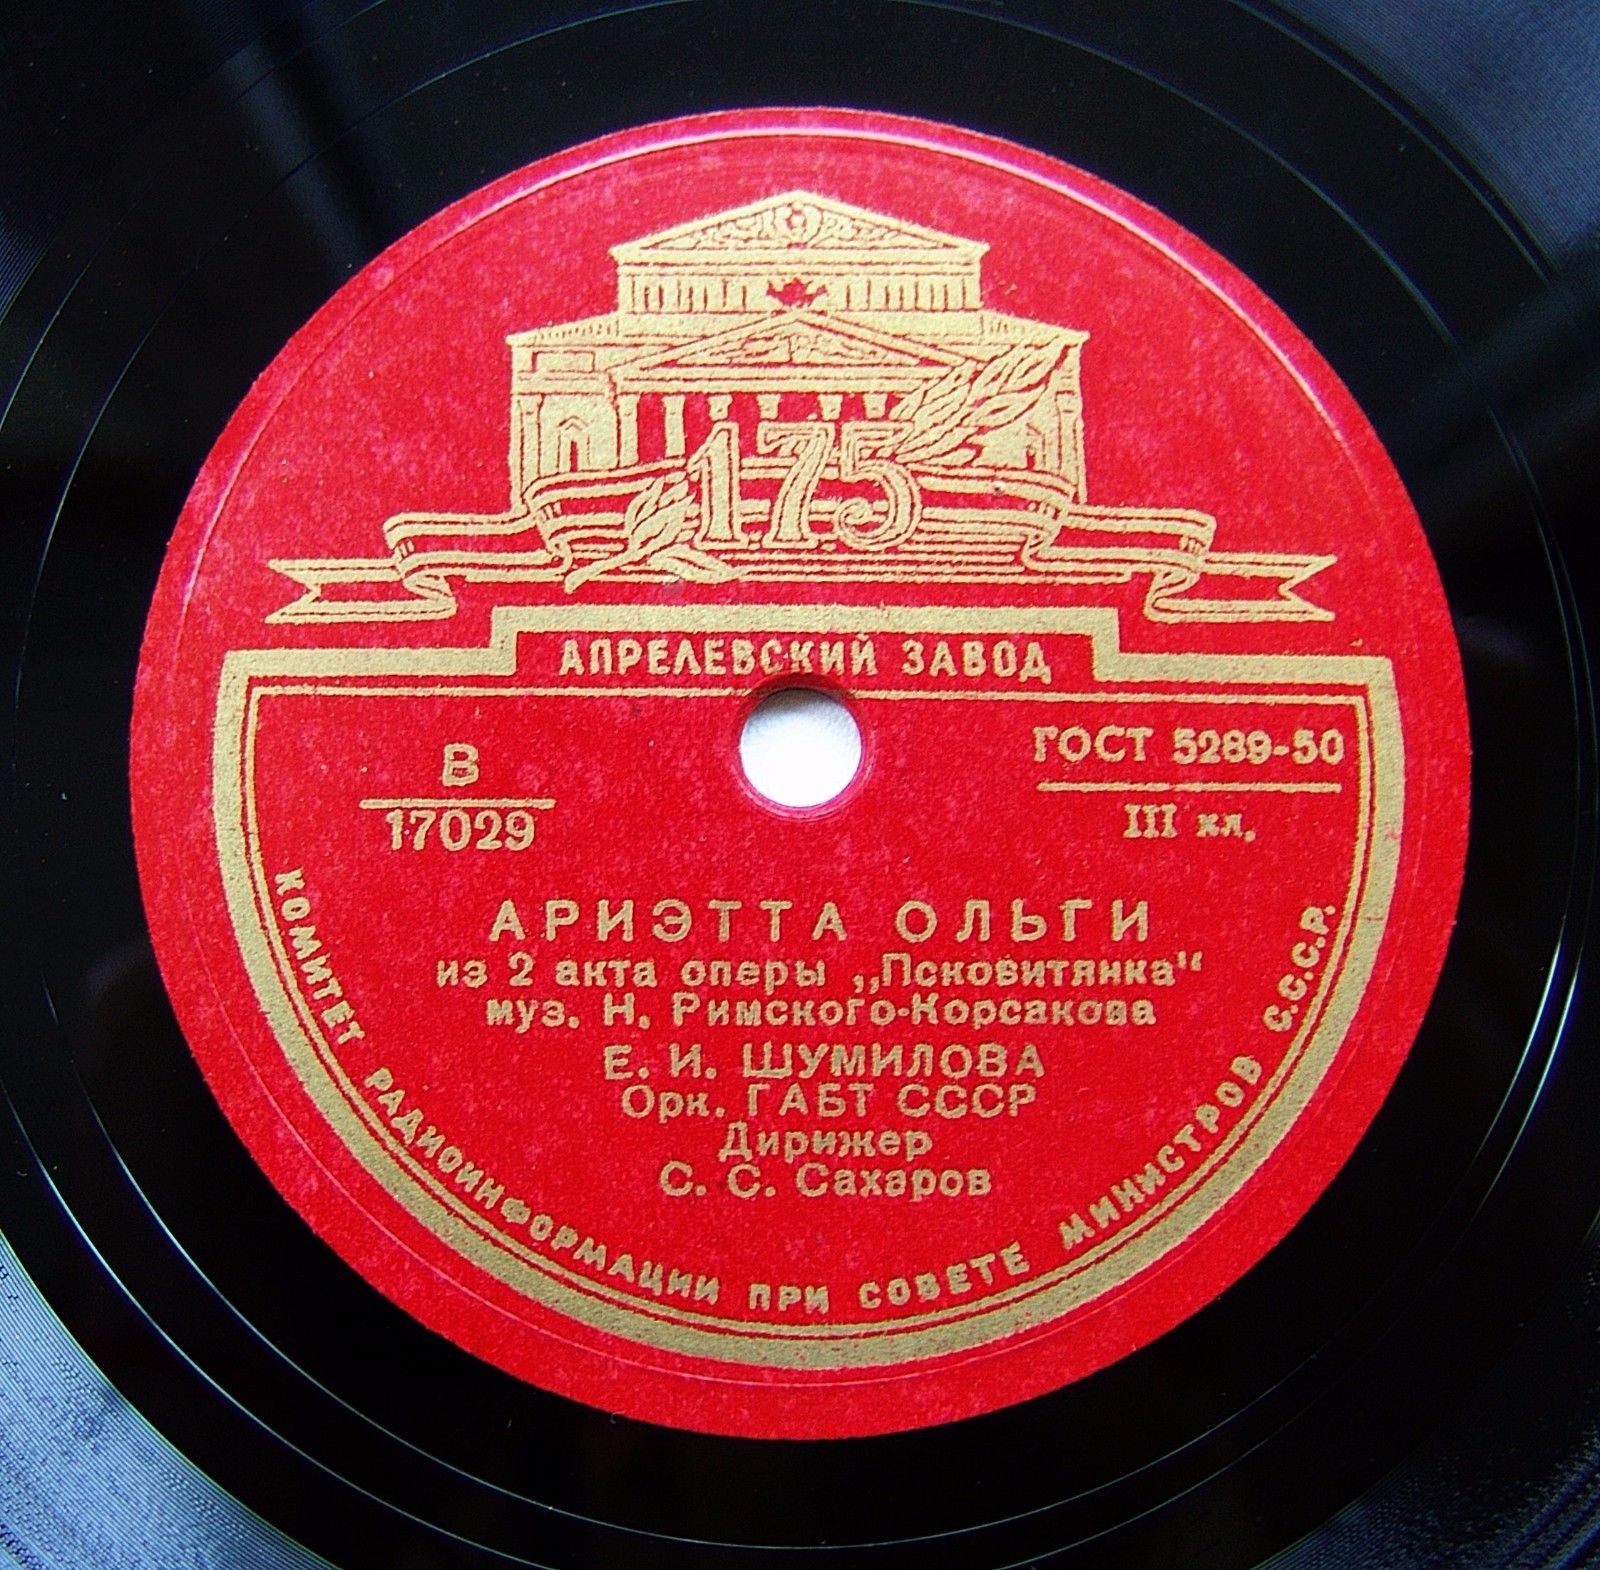 175
АПРЕЛЕВСКИЙ ЗАВОД
В
17029
ГОСТ 5289-50
III кл.
АРИЭТТА ОЛЬГИ
из 2 акта оперы „Псковитянка"
муз. Н. Римского-Корсакова
Е. И. ШУМИЛОВА
Орк. ГАБТ СССР
Дирижер
С. С. Сахаров
КОМИТЕТ РАДИОИНФОРМАЦИИ ПРИ СОВЕТЕ МИНИСТРОВ С.С.С.Р.